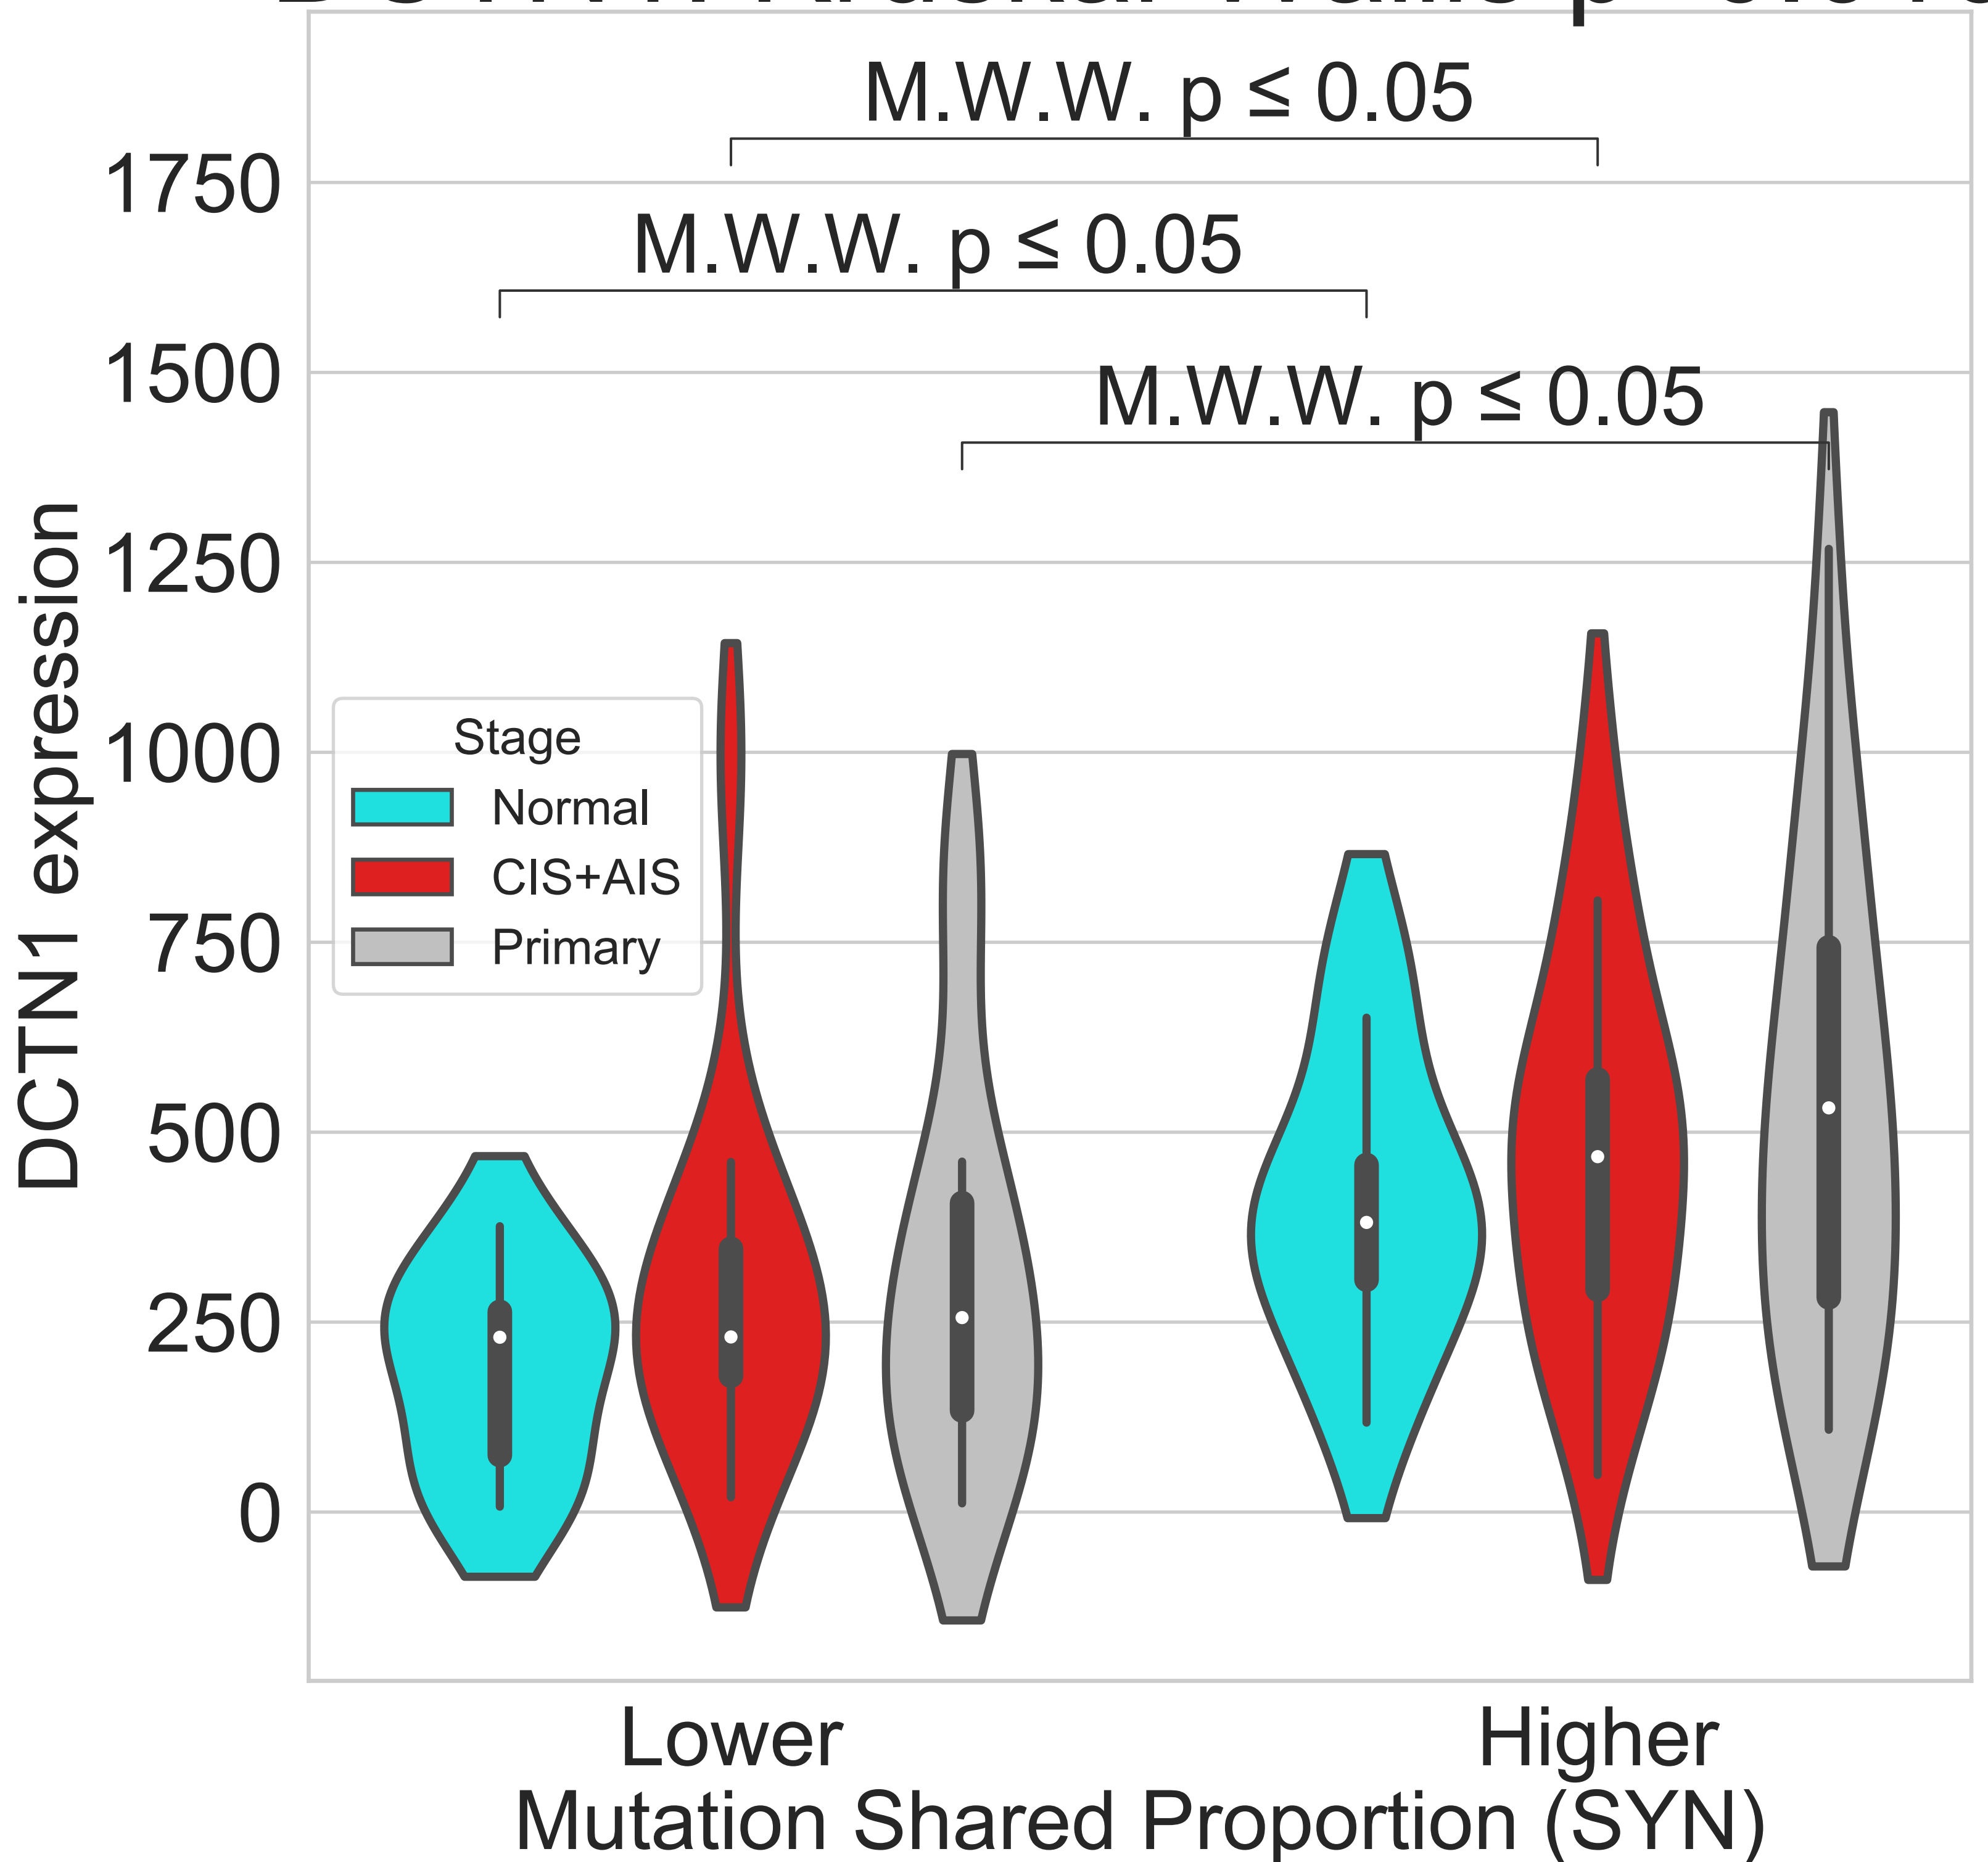 M.W.W. p ≤ 0.05
1750
M.W.W. p ≤ 0.05
1500
M.W.W. p ≤ 0.05
1250
1000
750
500
250
0
DCTN1 expression
Stage
Normal
CIS+AIS
Primary
Lower
Higher
Mutation Shared Proportion (SYN)